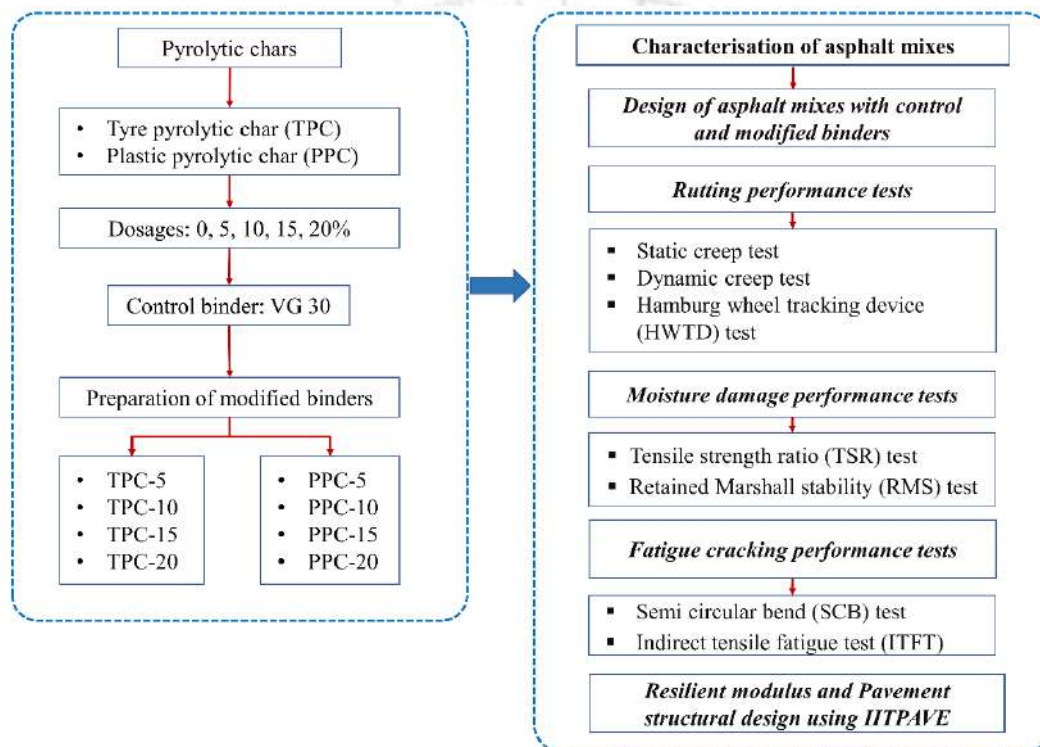 Pyrolytic chars
• Tyre pyrolytic char (TPC)
• Plastic pyrolytic char (PPC)
Dosages: 0, 5, 10, 15, 20%
Control binder: VG 30
Preparation of modified binders
• TPC-5
• TPC-10
• TPC-15
• TPC-20
• PPC-5
• PPC-10
• PPC-15
• PPC-20
Characterisation of asphalt mixes
Design of asphalt mixes with control
and modified binders
Rutting performance tests
▪ Static creep test
▪ Dynamic creep test
▪ Hamburg wheel tracking device
(HWTD) test
Moisture damage performance tests
▪ Tensile strength ratio (TSR) test
▪ Retained Marshall stability (RMS) test
Fatigue cracking performance tests
▪ Semi circular bend (SCB) test
▪ Indirect tensile fatigue test (ITFT)
Resilient modulus and Pavement
structural design using IITPAVE